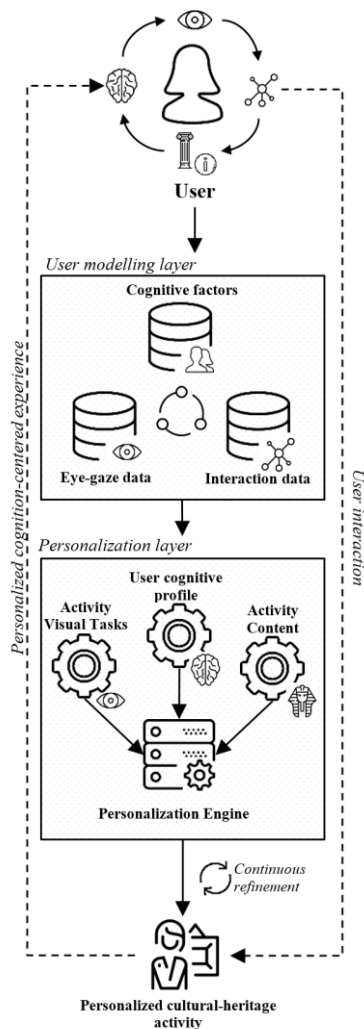 User
User modelling layer
Cognitive factors
Eye-gaze data
Interaction data
Personalized cognition-centered experience
User interaction
Personalization layer
User cognitive
profile
Activity
Visual Tasks
Activity
Content
Personalization Engine
Continuous
refinement
Personalized cultural-heritage
activity